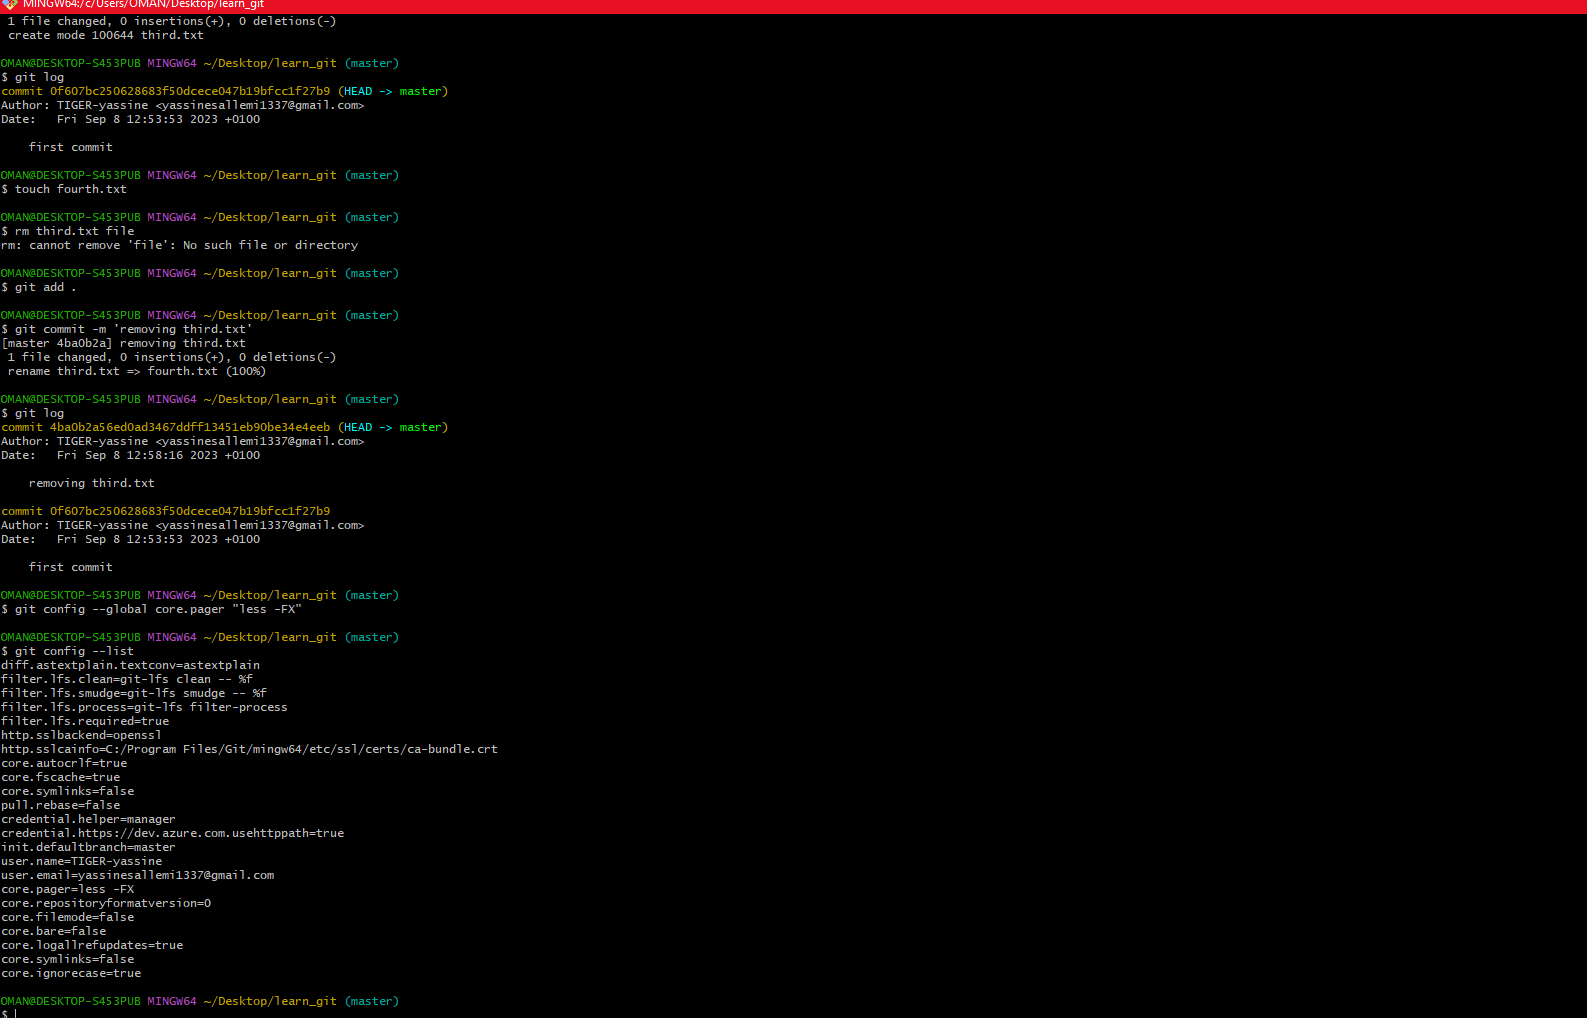 MINGW64:/c/Users/OMAN/Desktop/learn_git
1 file changed, 0 insertions(+), 0 deletions(-)
create mode 100644 third.txt
OMAN@DESKTOP-S453PUB MINGW64 ~/Desktop/learn_git (master)
$ git log
commit 0f607bc250628683f50dcece047b19bfcc1f27b9 (HEAD -> master)
Author: TIGER-yassine <yassinesallemi1337@gmail.com>
Date:   Fri Sep 8 12:53:53 2023 +0100
first commit
OMAN@DESKTOP-S453PUB MINGW64 ~/Desktop/learn_git (master)
$ touch fourth.txt
OMAN@DESKTOP-S453PUB MINGW64 ~/Desktop/learn_git (master)
$ rm third.txt file
rm: cannot remove 'file': No such file or directory
OMAN@DESKTOP-S453PUB MINGW64 ~/Desktop/learn_git (master)
$ git add .
OMAN@DESKTOP-S453PUB MINGW64 ~/Desktop/learn_git (master)
$ git commit -m 'removing third.txt'
[master 4ba0b2a] removing third.txt
1 file changed, 0 insertions(+), 0 deletions(-)
rename third.txt => fourth.txt (100%)
OMAN@DESKTOP-S453PUB MINGW64 ~/Desktop/learn_git (master)
$ git log
commit 4ba0b2a56ed0ad3467ddff13451eb90be34e4eeb (HEAD -> master)
Author: TIGER-yassine <yassinesallemi1337@gmail.com>
Date:   Fri Sep 8 12:58:16 2023 +0100
removing third.txt
commit 0f607bc250628683f50dcece047b19bfcc1f27b9
Author: TIGER-yassine <yassinesallemi1337@gmail.com>
Date:   Fri Sep 8 12:53:53 2023 +0100
first commit
OMAN@DESKTOP-S453PUB MINGW64 ~/Desktop/learn_git (master)
$ git config --global core.pager "less -FX"
OMAN@DESKTOP-S453PUB MINGW64 ~/Desktop/learn_git (master)
$ git config --list
diff.astextplain.textconv=astextplain
filter.lfs.clean=git-lfs clean -- %f
filter.lfs.smudge=git-lfs smudge -- %f
filter.lfs.process=git-lfs filter-process
filter.lfs.required=true
http.sslbackend=openssl
http.sslcainfo=C:/Program Files/Git/mingw64/etc/ssl/certs/ca-bundle.crt
core.autocrlf=true
core.fscache=true
core.symlinks=false
pull.rebase=false
credential.helper=manager
credential.https://dev.azure.com.usehttppath=true
init.defaultbranch=master
user.name=TIGER-yassine
user.email=yassinesallemi1337@gmail.com
core.pager=less -FX
core.repositoryformatversion=0
core.filemode=false
core.bare=false
core.logallrefupdates=true
core.symlinks=false
core.ignorecase=true
OMAN@DESKTOP-S453PUB MINGW64 ~/Desktop/learn_git (master)
$